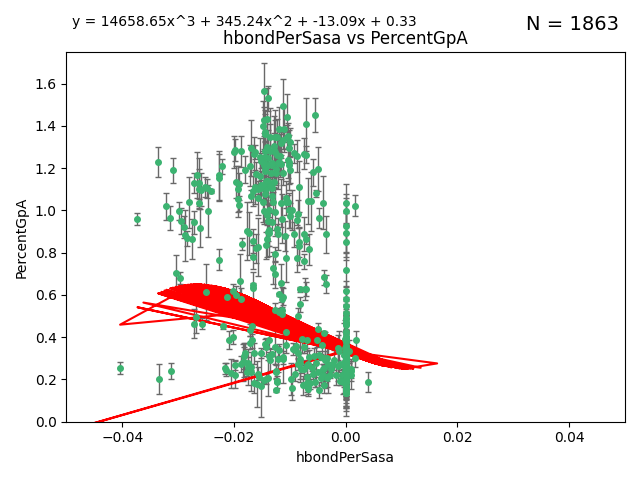 y = 14658.65x^3 + 345.24x^2 + -13.09x + 0.33
N = 1863
hbondPerSasa vs PercentGpA
PercentGpA
1.6
1.4
1.2
1.0
0.8
0.6
0.4
0.2
0.0
−0.04 −0.02 0.00 0.02 0.04
hbondPerSasa